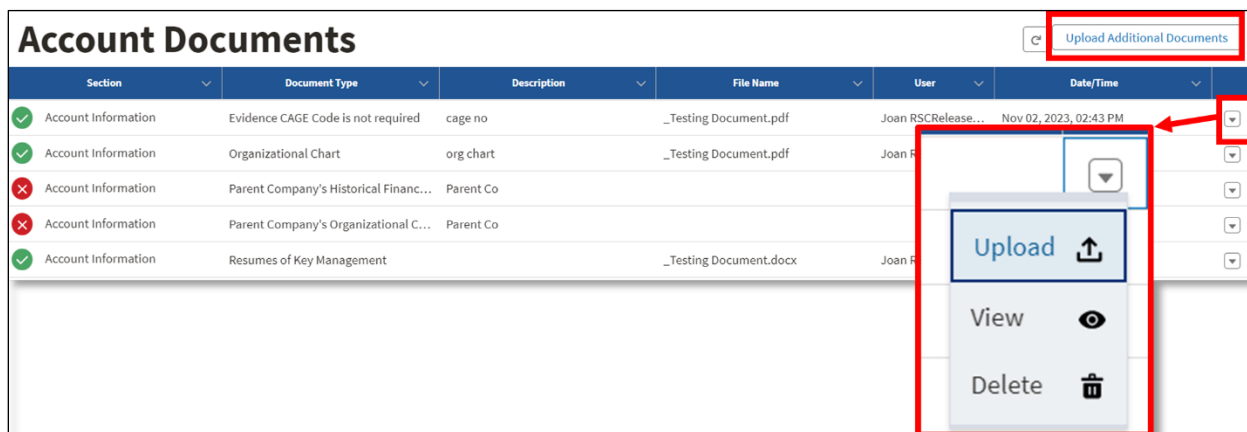 Account Documents
Upload Additional Documents
Section Document Type Description File Name User Date/Time
Account Information Evidence CAGE Code is not required cage no _Testing Document.pdf Joan RSCRelease... Nov 02, 2023, 02:43 PM
Account Information Organizational Chart org chart _Testing Document.pdf Joan R
Account Information Parent Company's Historical Financ... Parent Co
Account Information Parent Company's Organizational C... Parent Co
Account Information Resumes of Key Management _Testing Document.docx Joan R
Upload
View
Delete